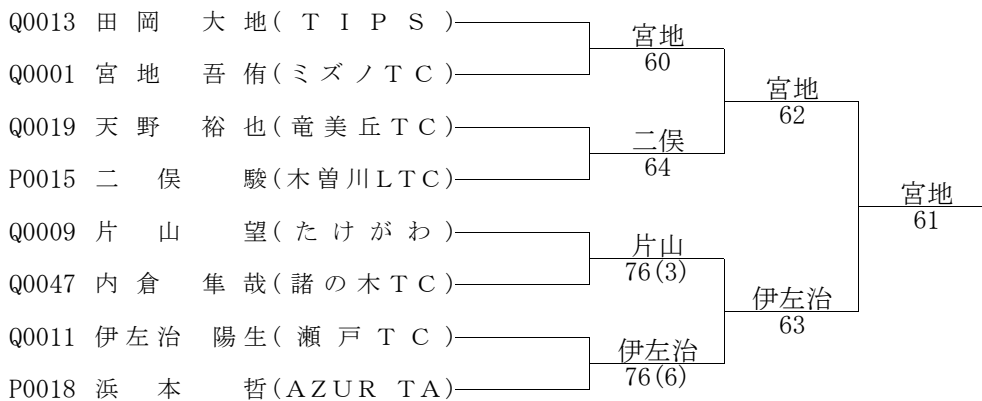 Q0013 田岡 大地(TIPS)
宮地
60
Q0001 宮地 吾侑(ミズノTC)
宮地
62
Q0019 天野 裕也(竜美丘TC)
二俣
64
P0015 二俣 駿(木曽川LTC)
宮地
61
Q0009 片山 望(たけがわ)
片山
76(3)
Q0047 内倉 隼哉(諸の木TC)
伊左治
63
Q0011 伊左治 陽生(瀬戸TC)
伊左治
76(6)
P0018 浜本 哲(AZUR TA)